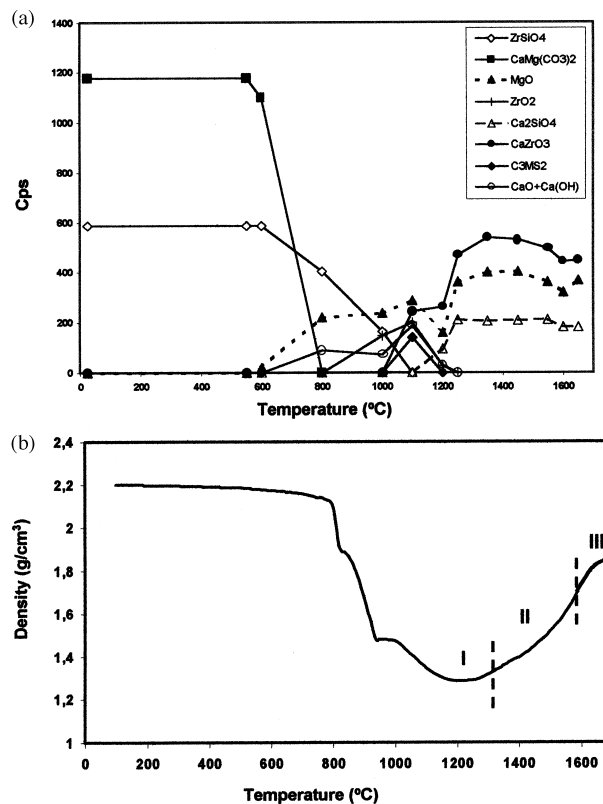 (a)
1400
1200
1000
800
600
400
200
0
Cps
0 200 400 600 800 1000 1200 1400 1600
Temperature (ºC)
ZrSiO4
CaMg(CO3)2
MgO
ZrO2
Ca2SiO4
CaZrO3
C3MS2
CaO+Ca(OH)
(b)
2,4
2,2
2
1,8
1,6
1,4
1,2
1
Density (g/cm³)
I
II
III
0 200 400 600 800 1000 1200 1400 1600
Temperature (ºC)